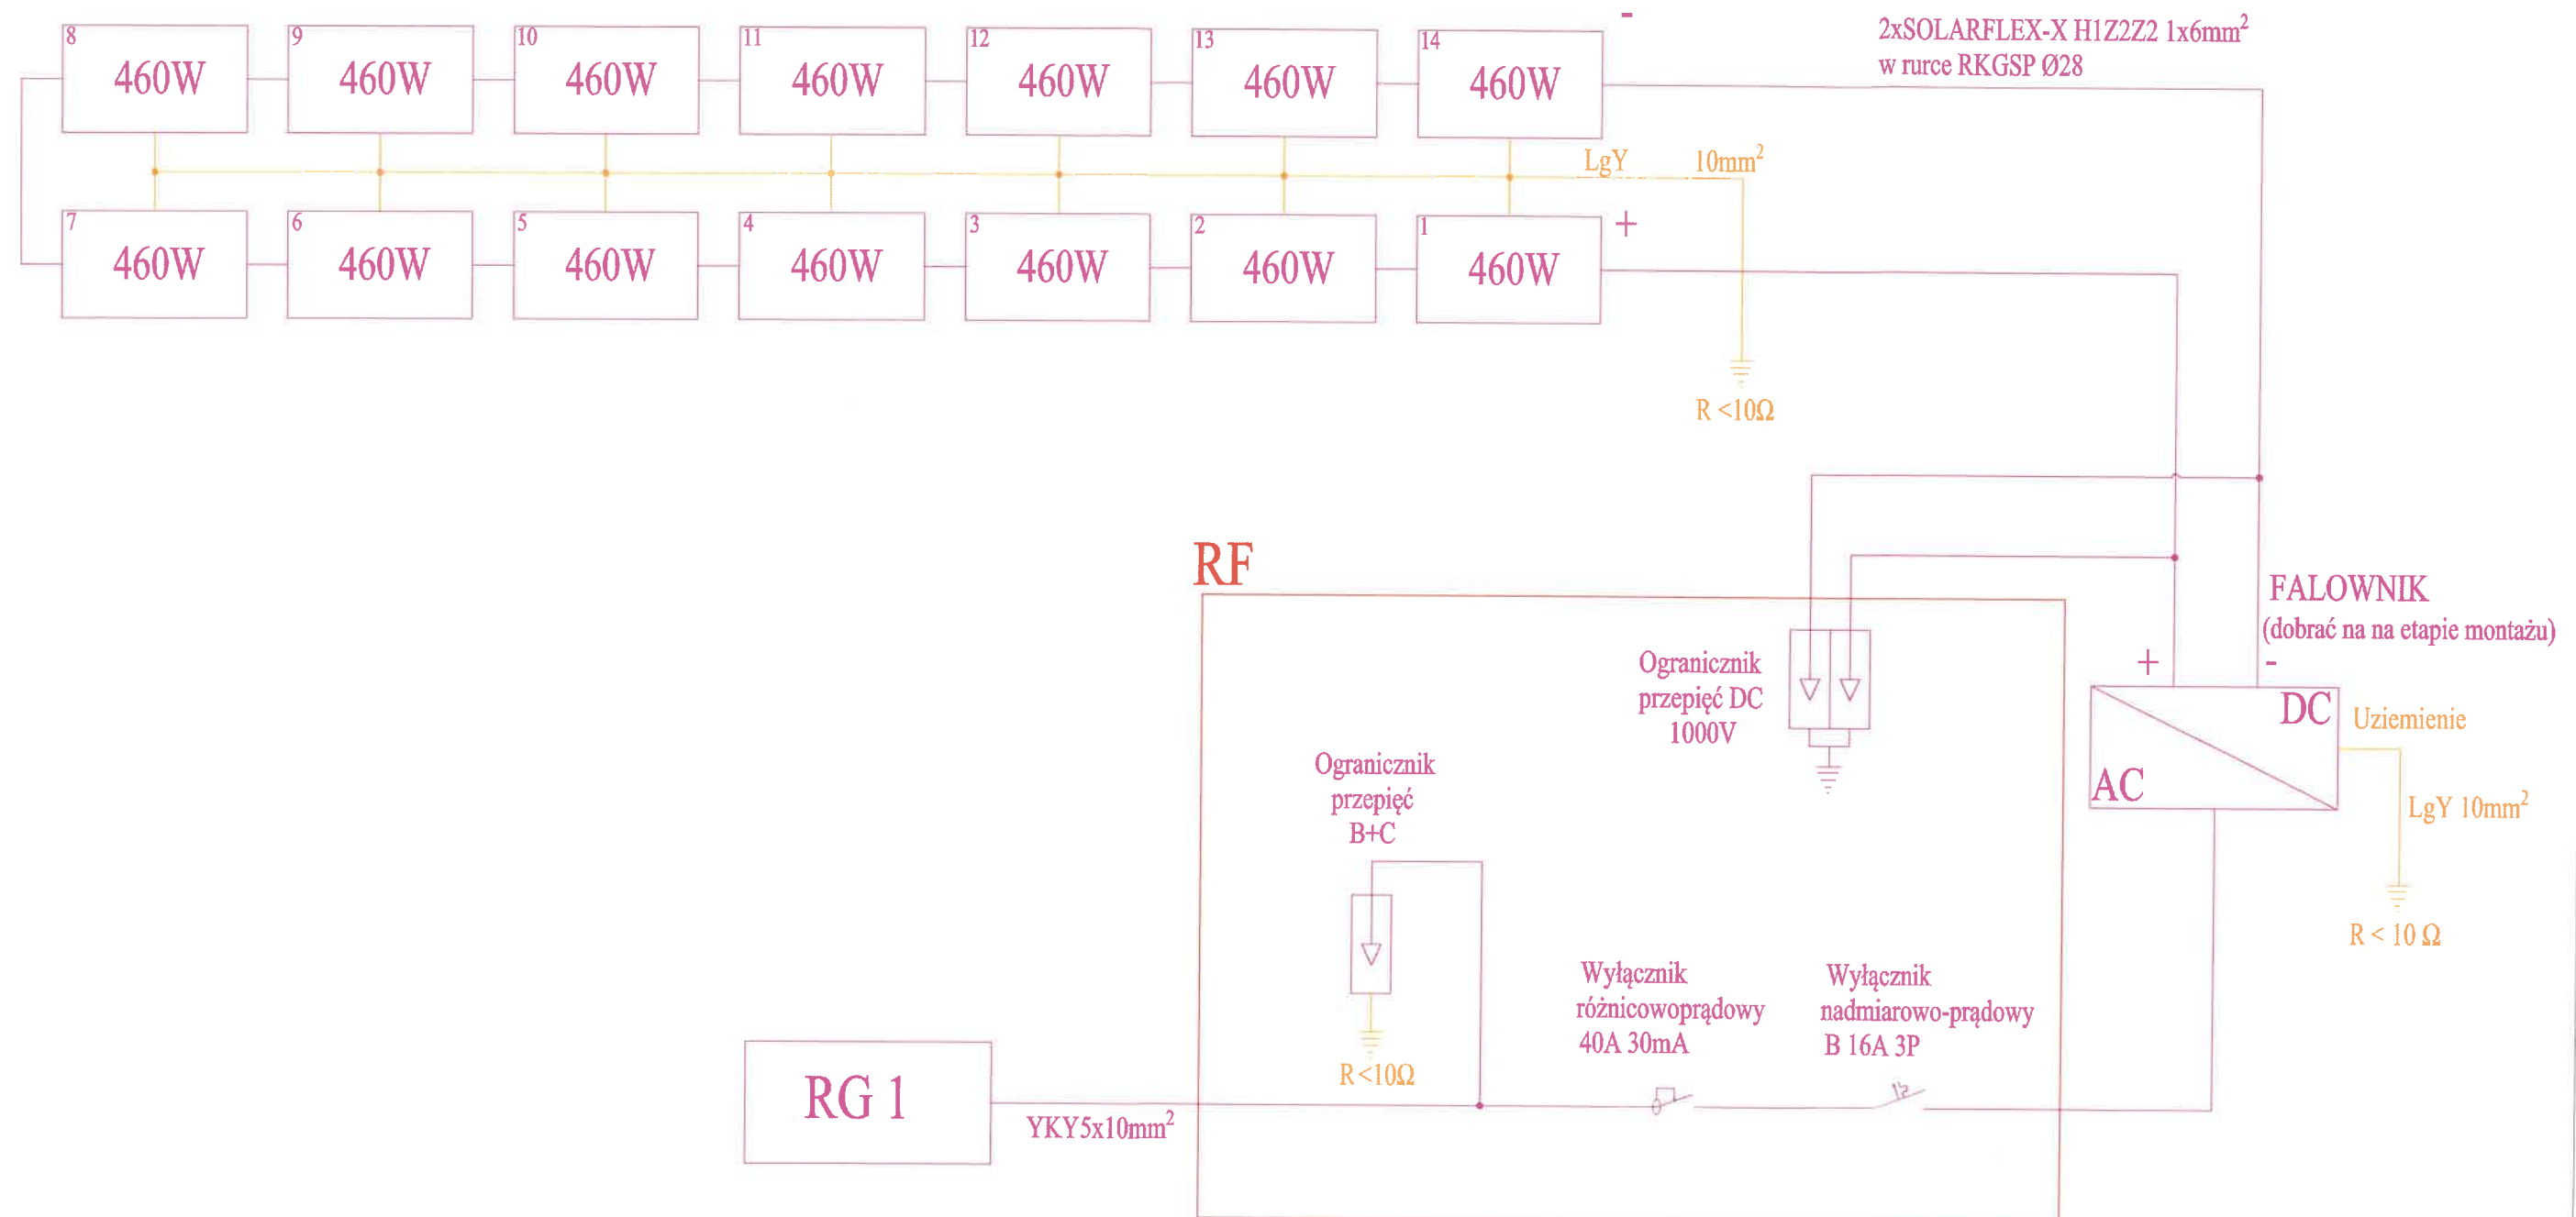 8 9 10 11 12 13 14
460W 460W 460W 460W 460W 460W 460W
-
2xSOLARFLEX-X H1Z2Z2 1x6mm²
w rurce RKGSP Ø28
LgY 10mm²
7 6 5 4 3 2 1
460W 460W 460W 460W 460W 460W 460W
+
R <10Ω
RF
FALOWNIK
(dobrać na na etapie montażu)
+ -
Ogranicznik
przepięć DC
1000V
DC
AC
Uziemienie
LgY 10mm²
R < 10 Ω
Ogranicznik
przepięć
B+C
R <10Ω
Wyłącznik
różnicowoprądowy
40A 30mA
Wyłącznik
nadmiarowo-prądowy
B 16A 3P
RG 1
YKY5x10mm²